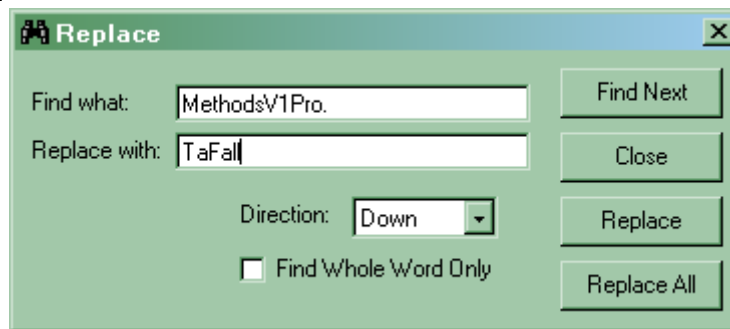 Replace
Find what: MethodsV1Pro. Find Next
Replace with: TaFall Close
Direction: Down Replace
Find Whole Word Only Replace All